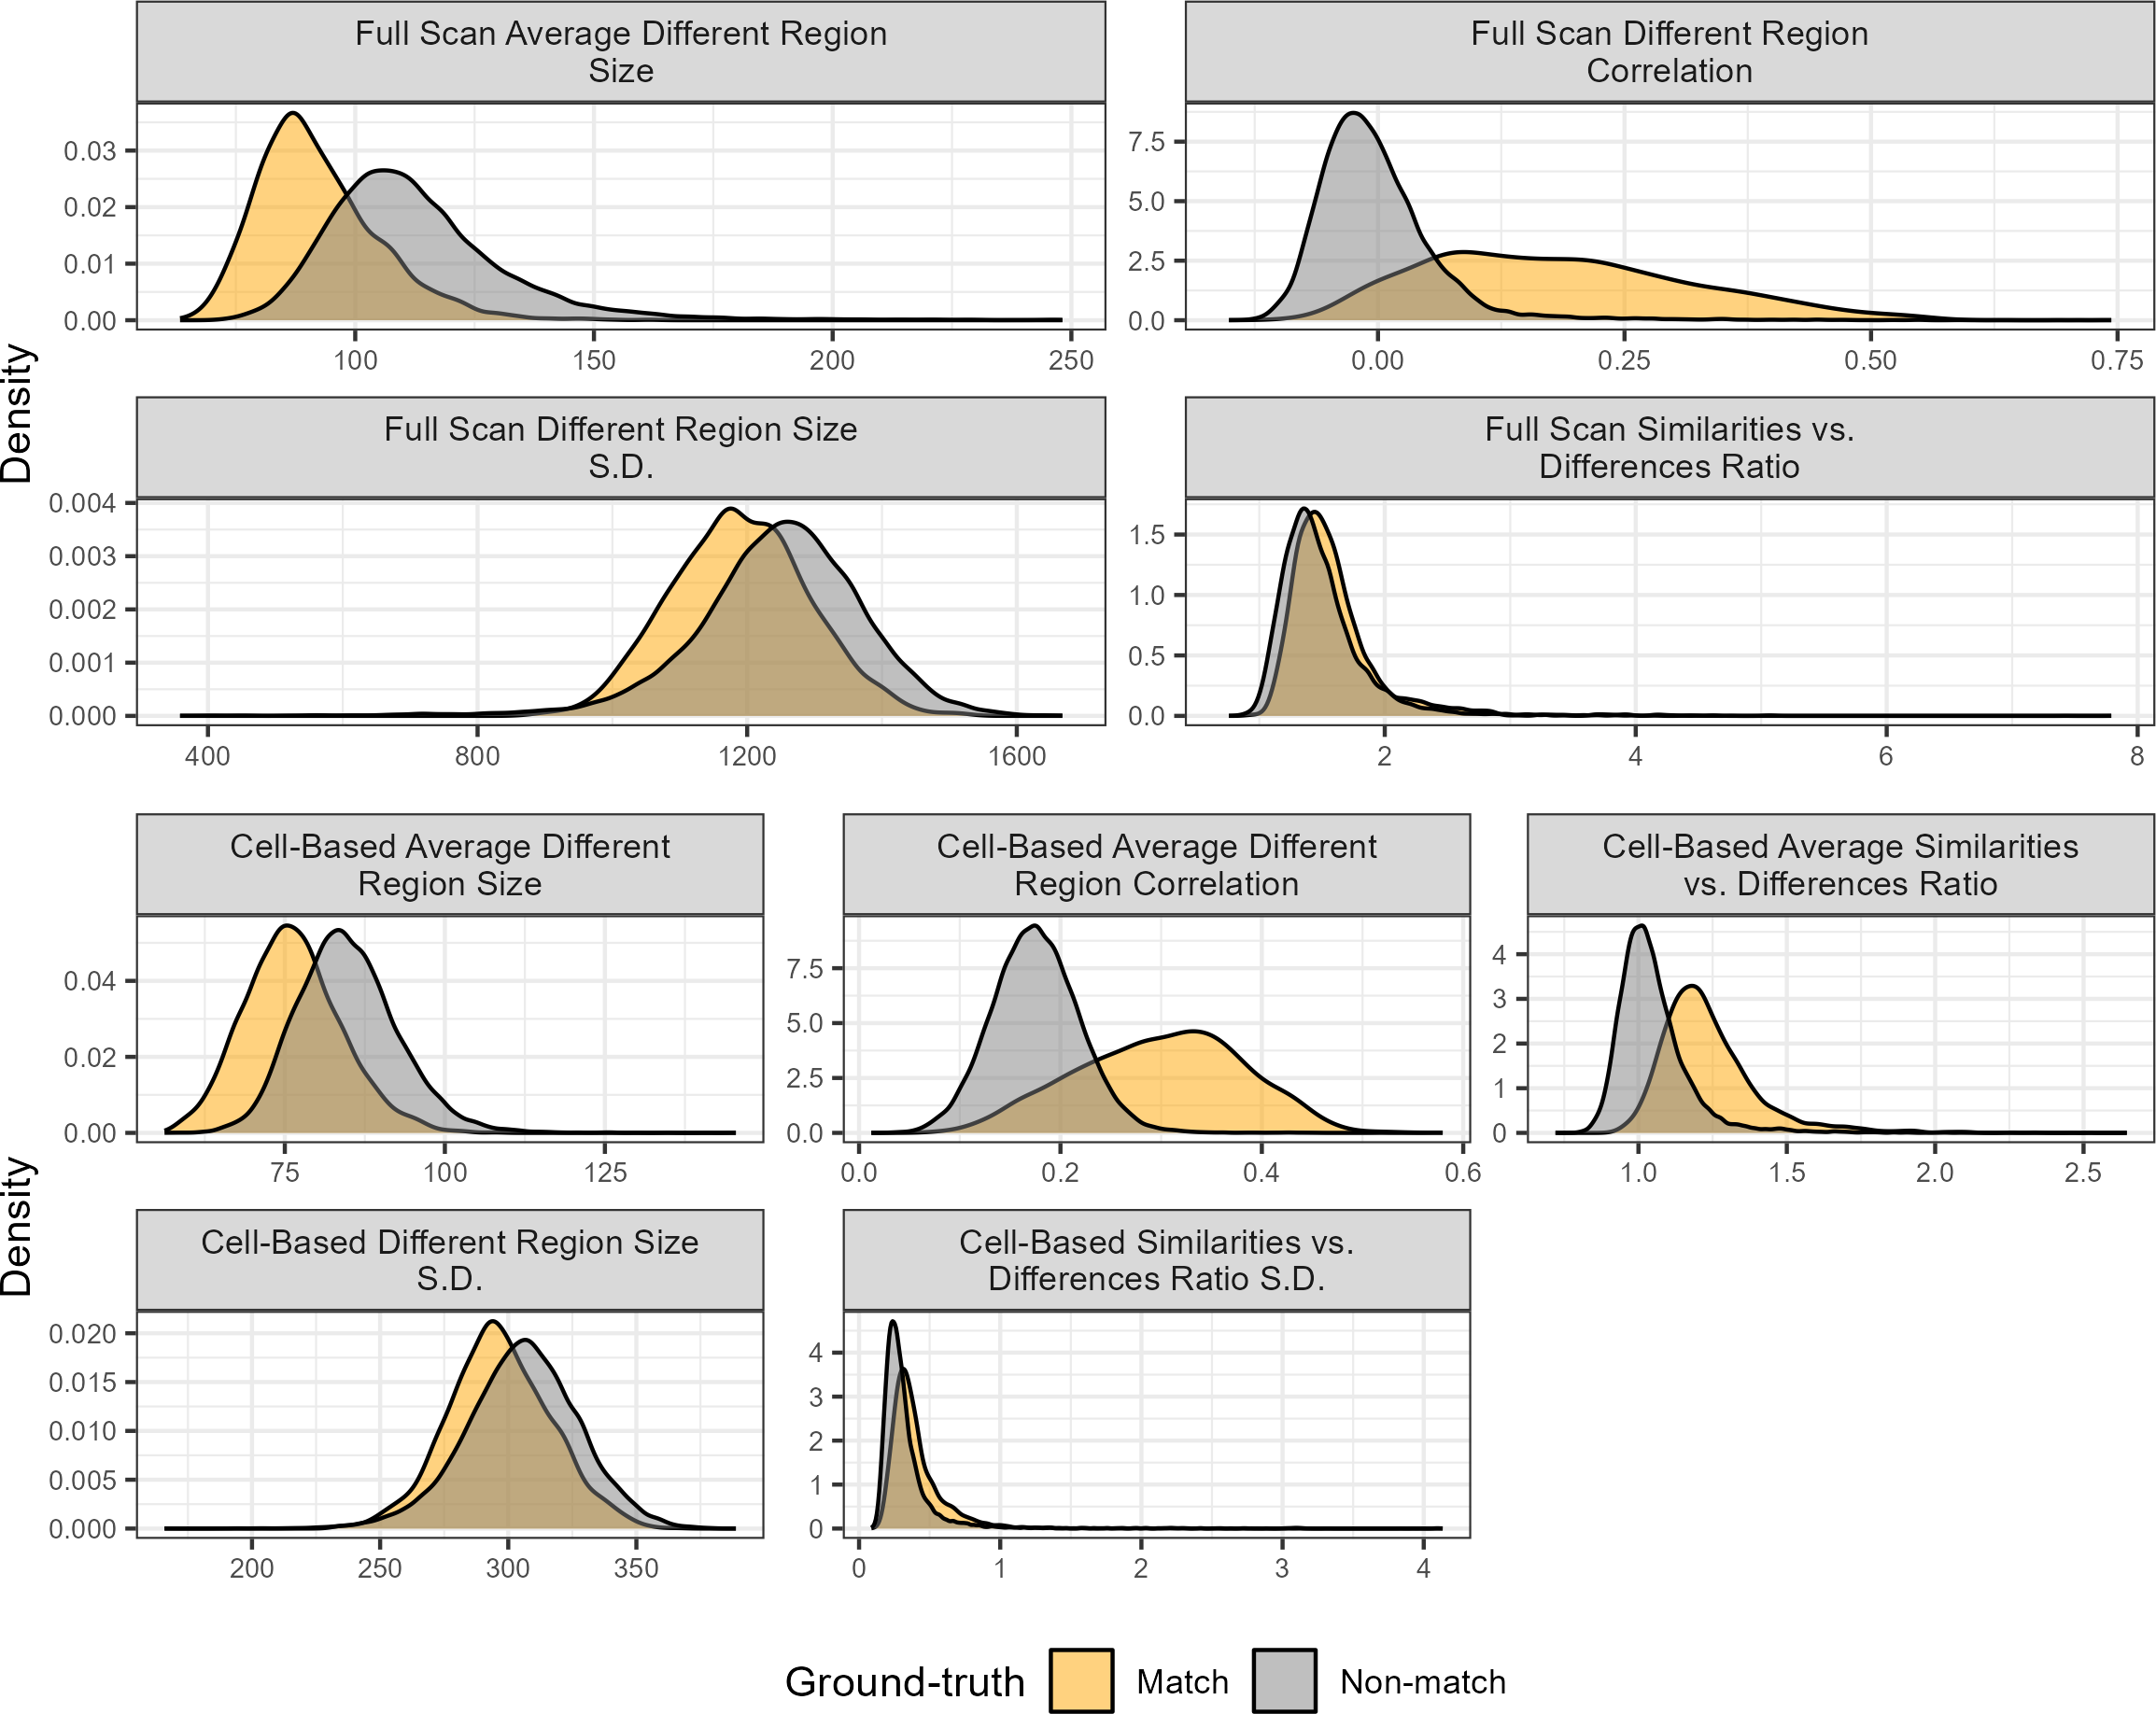 Full Scan Average Different Region
Size
Full Scan Different Region
Correlation
0.03
0.02
0.01
0.00
100 150 200 250
7.5
5.0
2.5
0.0
0.00 0.25 0.50 0.75
Density
Full Scan Different Region Size
S.D.
Full Scan Similarities vs.
Differences Ratio
0.004
0.003
0.002
0.001
0.000
400 800 1200 1600
1.5
1.0
0.5
0.0
2 4 6 8
Cell-Based Average Different
Region Size
Cell-Based Average Different
Region Correlation
Cell-Based Average Similarities
vs. Differences Ratio
0.04
0.02
0.00
75 100 125
7.5
5.0
2.5
0.0
0.0 0.2 0.4 0.6
4
3
2
1
0
1.0 1.5 2.0 2.5
Density
Cell-Based Different Region Size
S.D.
Cell-Based Similarities vs.
Differences Ratio S.D.
0.020
0.015
0.010
0.005
0.000
200 250 300 350
4
3
2
1
0
0 1 2 3 4
Ground-truth Match Non-match